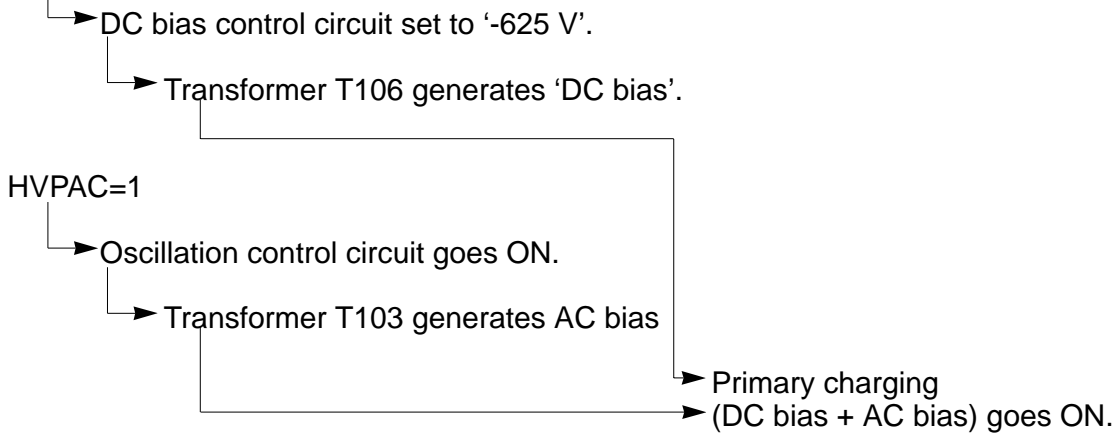 DC bias control circuit set to ‘-625 V’.
Transformer T106 generates ‘DC bias’.
HVPAC=1
Oscillation control circuit goes ON.
Transformer T103 generates AC bias
Primary charging
(DC bias + AC bias) goes ON.